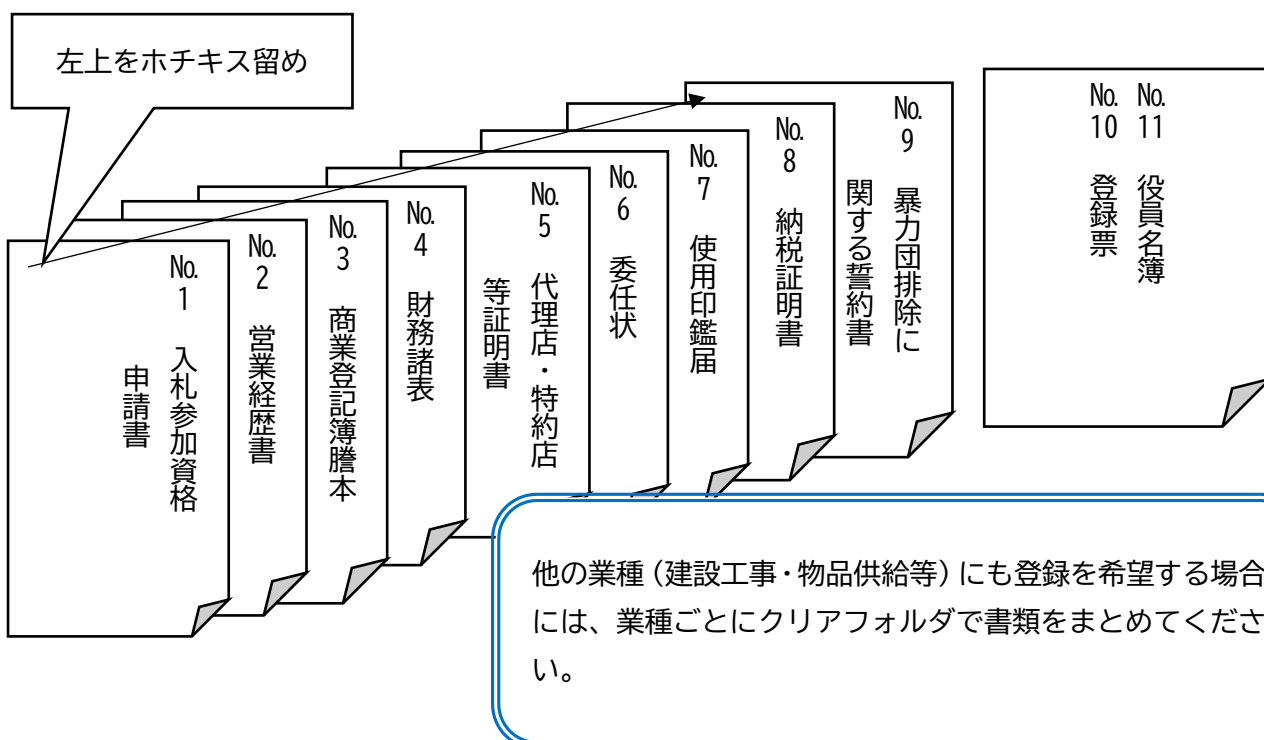 左上をホチキス留め
No.1 入札参加資格
申請書
No.2 営業経歴書
No.3 商業登記簿謄本
No.4 財務諸表
No.5 代理店・特約店
等証明書
No.6 委任状
No.7 使用印鑑届
No.8 納税証明書
No.9 暴力団排除に
関する誓約書
No.11 役員名簿
No.10 登録票
他の業種（建設工事・物品供給等）にも登録を希望する場合
には、業種ごとにクリアフォルダで書類をまとめてくださ
い。